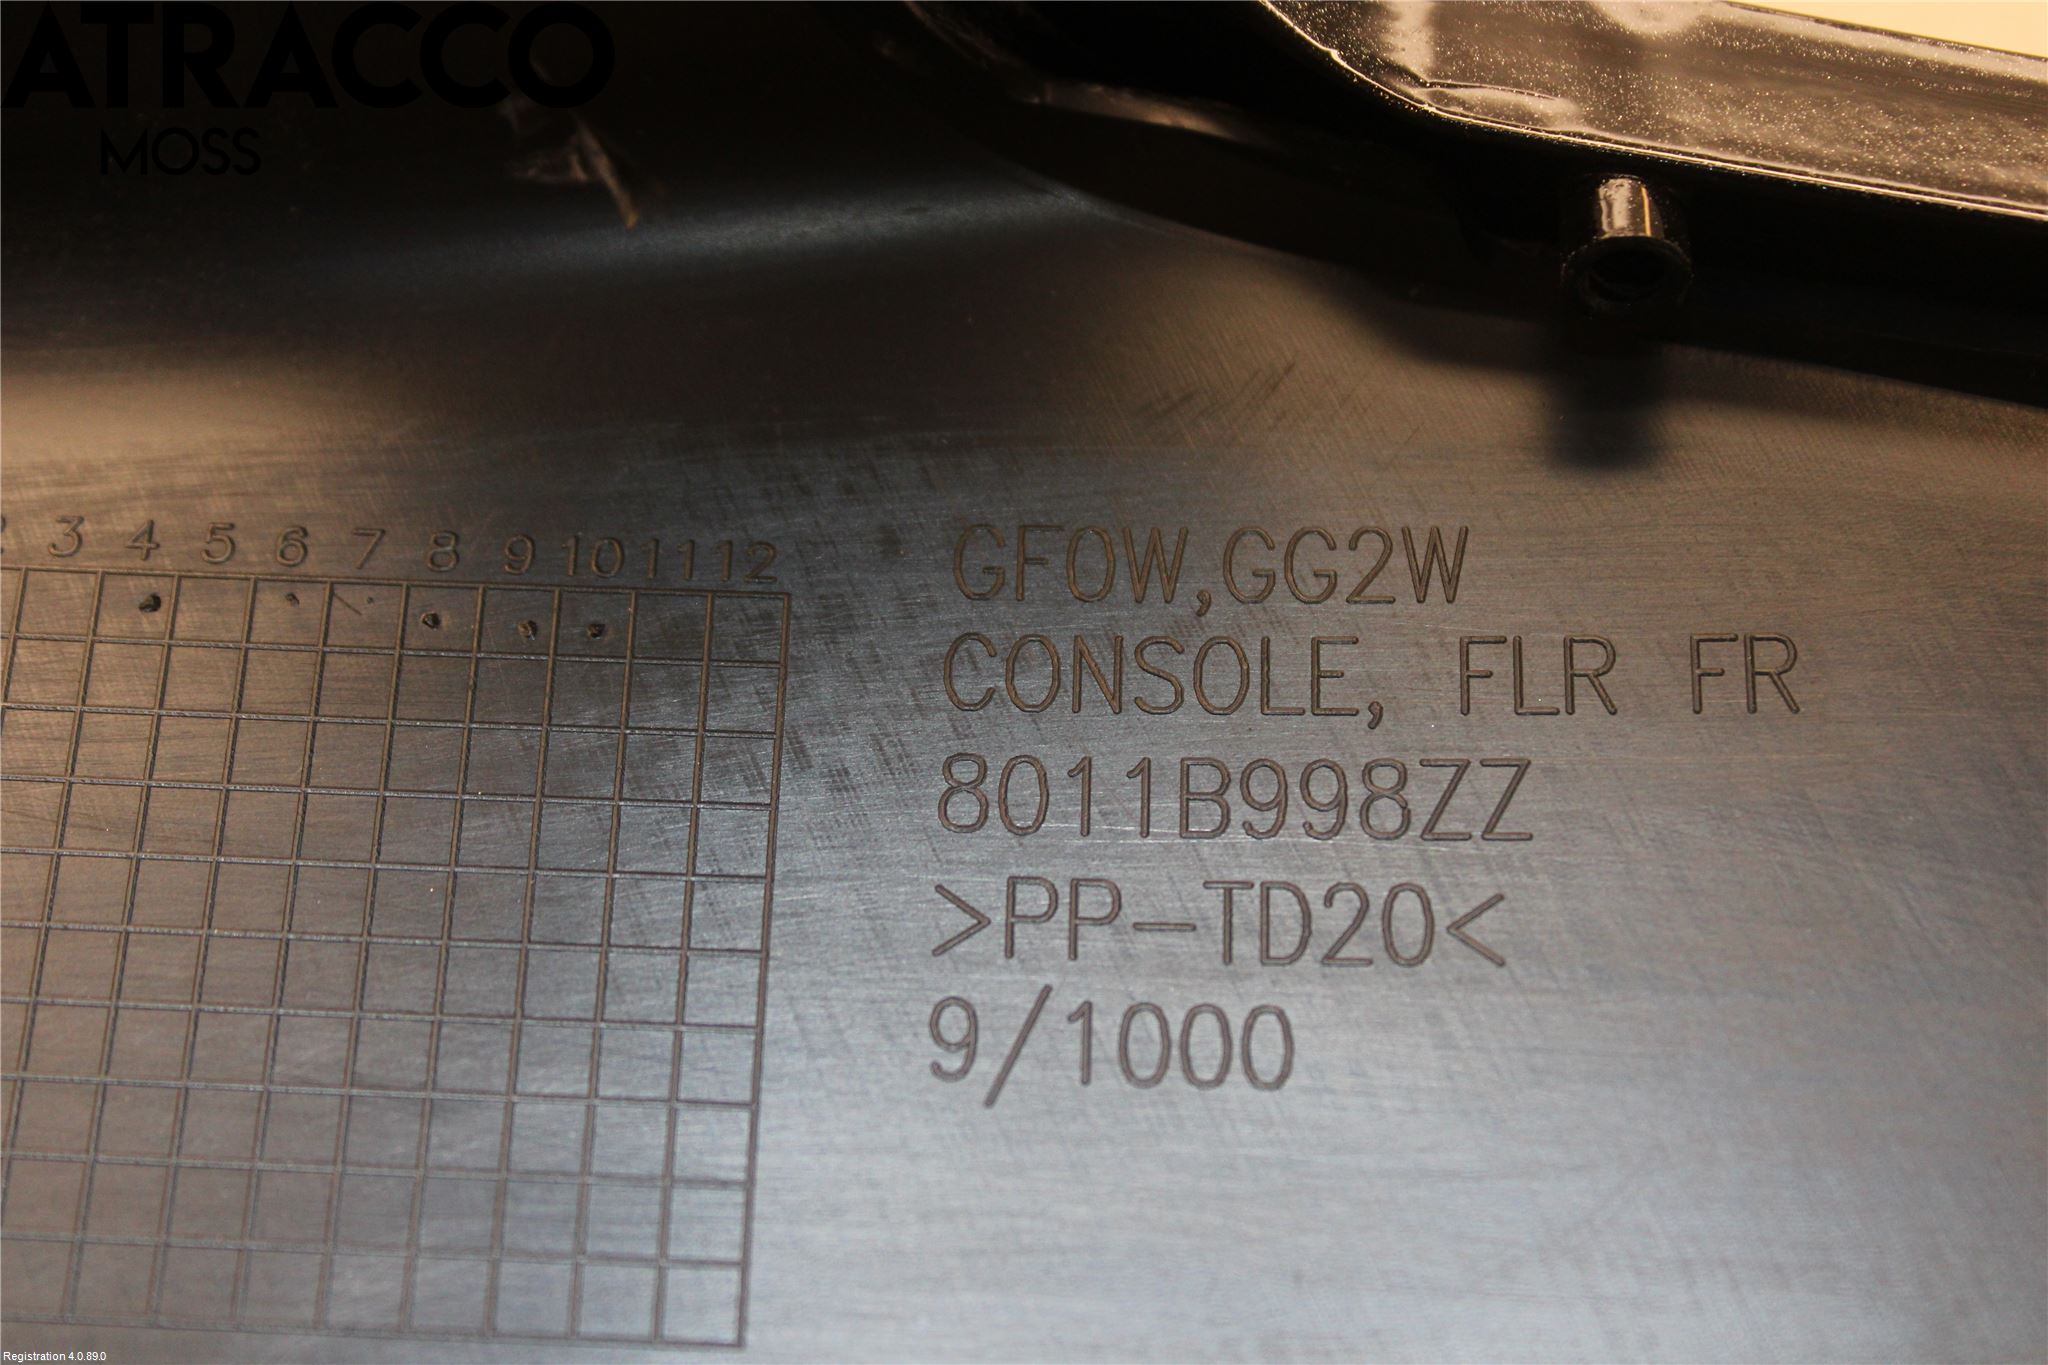 ATRACCO
MOSS
3 4 5 6 7 8 9 10 11 12
GF0W,GG2W
CONSOLE, FLR FR
8011B998ZZ
>PP-TD20<
9/1000
Registration 4.0.89.0